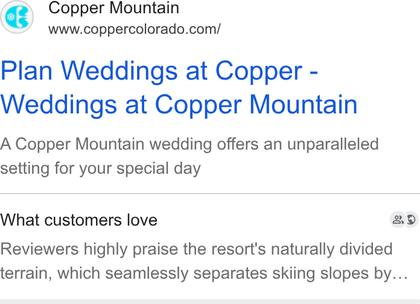 Copper Mountain
www.coppercolorado.com/
Plan Weddings at Copper -
Weddings at Copper Mountain
A Copper Mountain wedding offers an unparalleled
setting for your special day
What customers love
Reviewers highly praise the resort's naturally divided
terrain, which seamlessly separates skiing slopes by...